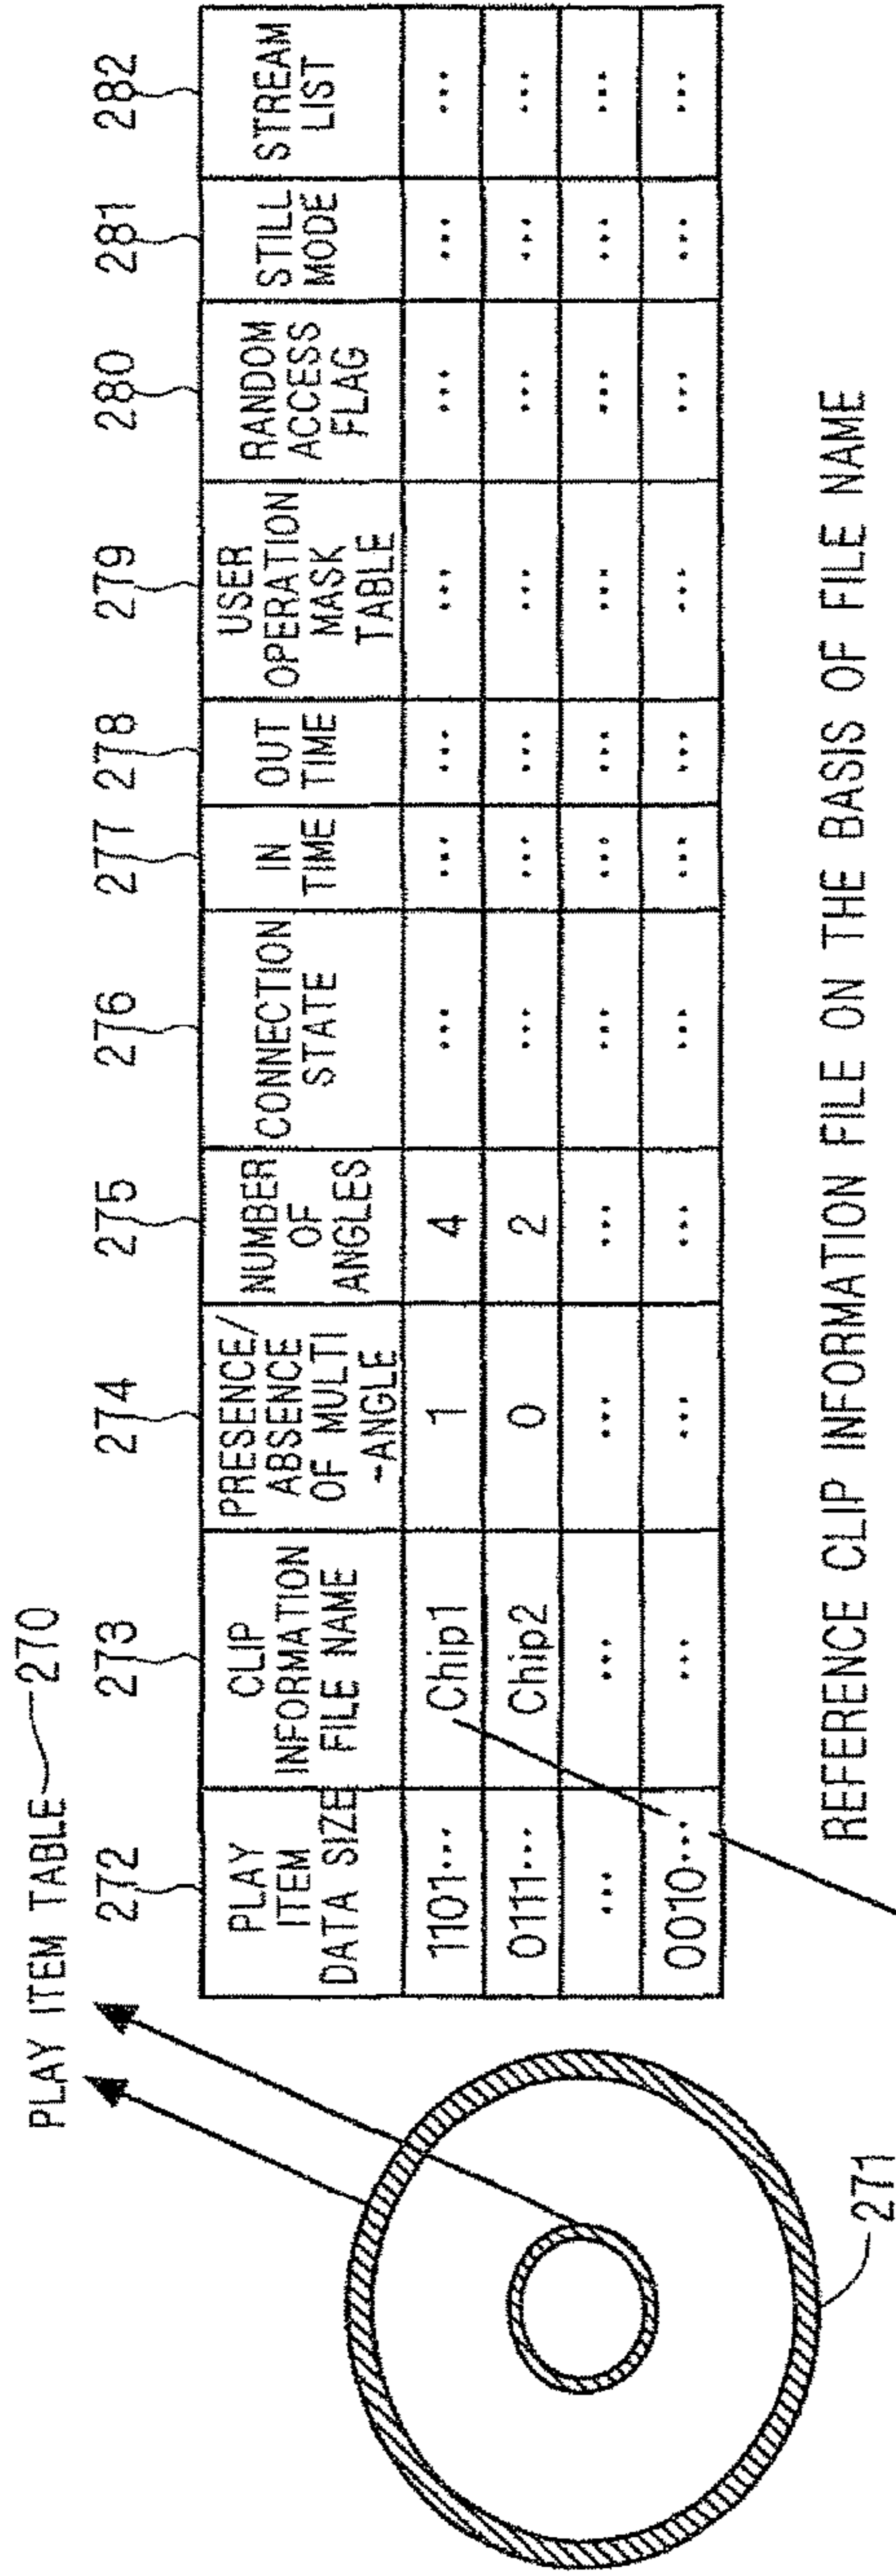 PLAY ITEM TABLE 270
272 273 274 275 276 277 278 279 280 281 282
PLAY ITEM DATA SIZE
CLIP INFORMATION FILE NAME
PRESENCE/ ABSENCE OF MULTI -ANGLE
NUMBER OF ANGLES
CONNECTION STATE
IN TIME
OUT TIME
USER OPERATION MASK TABLE
RANDOM ACCESS FLAG
STILL MODE
STREAM LIST
1101... Chip1 1 4 ... ... ... ... ... ... ...
0111... Chip2 0 2 ... ... ... ... ... ... ...
... ... ... ... ... ... ... ... ... ... ...
0010... ... ... ... ... ... ... ... ... ... ...
271
REFERENCE CLIP INFORMATION FILE ON THE BASIS OF FILE NAME